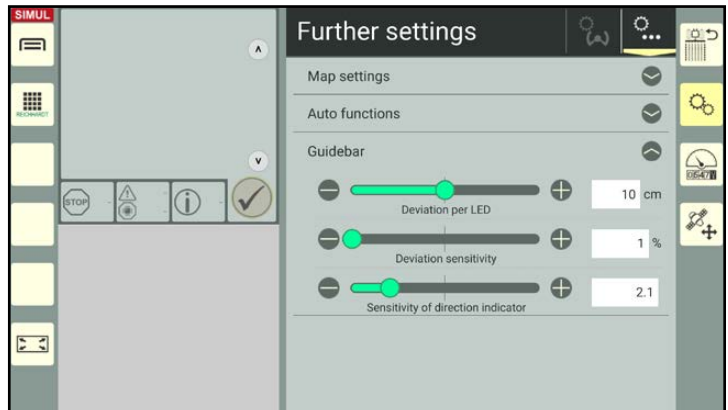 SIMUL
Further settings
REICHHARDT
Map settings
Auto functions
Guidebar
10 cm
Deviation per LED
1 %
Deviation sensitivity
2.1
Sensitivity of direction indicator
STOP